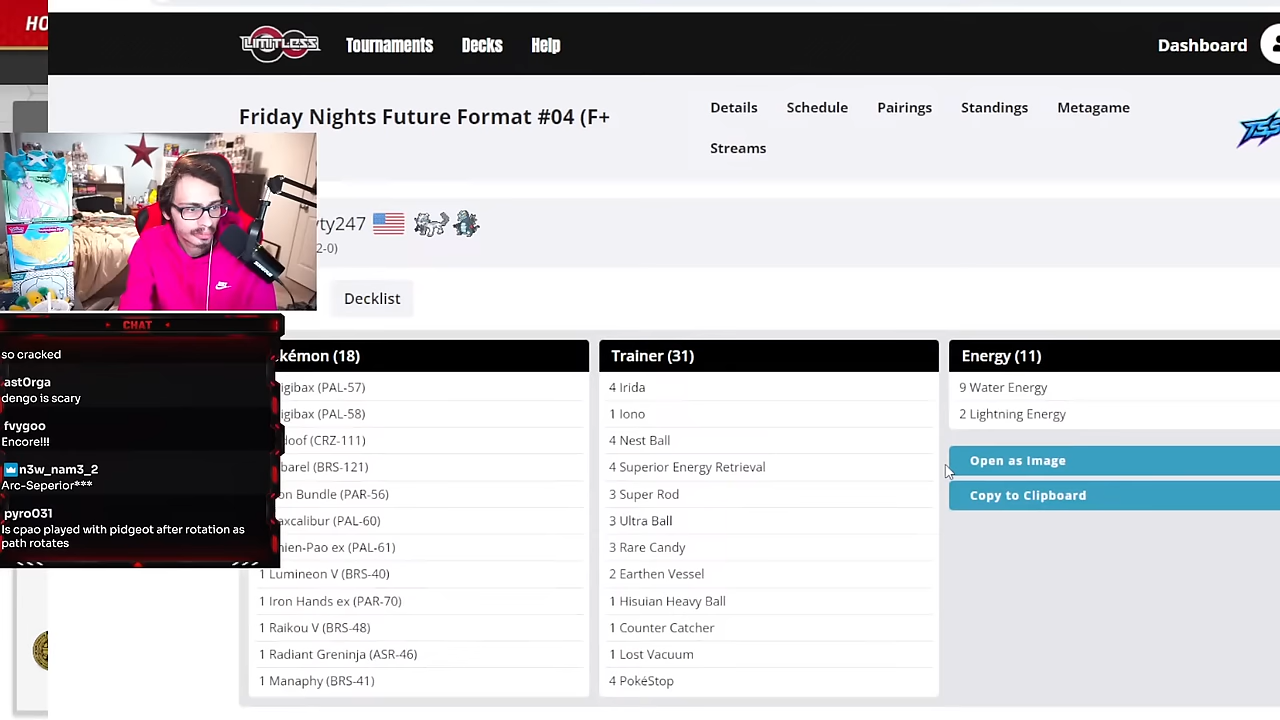 HO
LIMITLESS
Tournaments
Decks
Help
Dashboard
Friday Nights Future Format #04 (F+
Details
Schedule
Pairings
Standings
Metagame
Streams
ty247
2-0)
Decklist
kémon (18)
igibax (PAL-57)
igibax (PAL-58)
doof (CRZ-111)
barel (BRS-121)
on Bundle (PAR-56)
axcalibur (PAL-60)
hien-Pao ex (PAL-61)
1 Lumineon V (BRS-40)
1 Iron Hands ex (PAR-70)
1 Raikou V (BRS-48)
1 Radiant Greninja (ASR-46)
1 Manaphy (BRS-41)
Trainer (31)
4 Irida
1 Iono
4 Nest Ball
4 Superior Energy Retrieval
3 Super Rod
3 Ultra Ball
3 Rare Candy
2 Earthen Vessel
1 Hisuian Heavy Ball
1 Counter Catcher
1 Lost Vacuum
4 PokéStop
Energy (11)
9 Water Energy
2 Lightning Energy
Open as Image
Copy to Clipboard
CHAT
so cracked
ast0rga
dengo is scary
fvygoo
Encore!!!
n3w_nam3_2
Arc-Seperior***
pyro031
Is cpao played with pidgeot after rotation as
path rotates